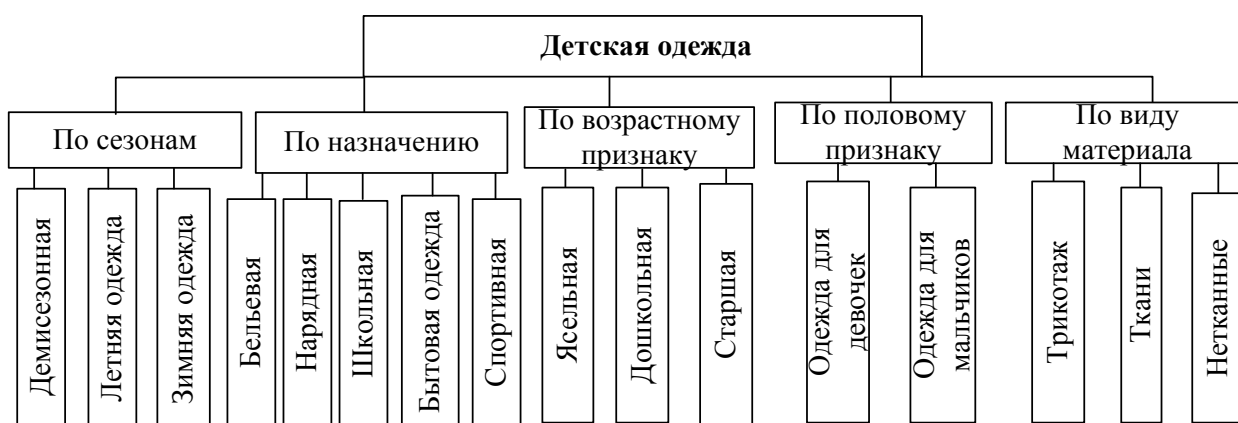 Детская одежда
По сезонам
По назначению
По возрастному
признаку
По половому
признаку
По виду
материала
Демисезонная
Летняя одежда
Зимняя одежда
Бельевая
Нарядная
Школьная
Бытовая одежда
Спортивная
Ясельная
Дошкольная
Старшая
Одежда для
девочек
Одежда для
мальчиков
Трикотаж
Ткани
Нетканные